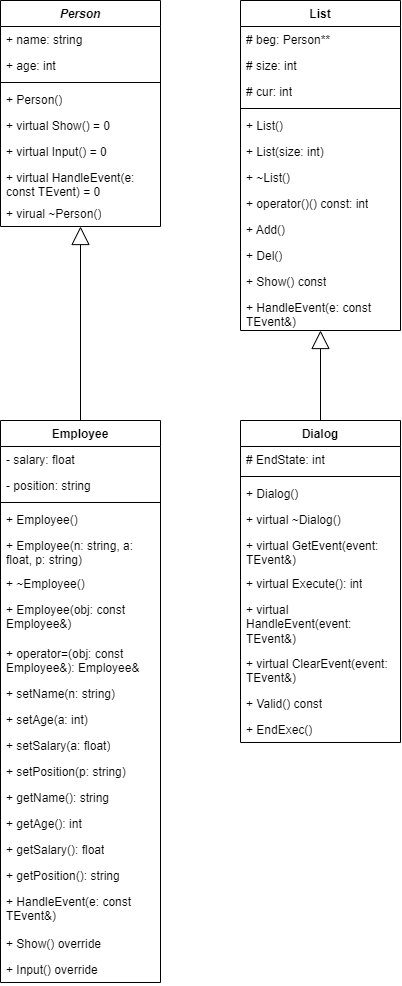 Person
+ name: string
+ age: int
+ Person()
+ virtual Show() = 0
+ virtual Input() = 0
+ virtual HandleEvent(e:
const TEvent) = 0
+ virual ~Person()
List
# beg: Person**
# size: int
# cur: int
+ List()
+ List(size: int)
+ ~List()
+ operator()() const: int
+ Add()
+ Del()
+ Show() const
+ HandleEvent(e: const
TEvent&)
Employee
- salary: float
- position: string
+ Employee()
+ Employee(n: string, a:
float, p: string)
+ ~Employee()
+ Employee(obj: const
Employee&)
+ operator=(obj: const
Employee&): Employee&
+ setName(n: string)
+ setAge(a: int)
+ setSalary(a: float)
+ setPosition(p: string)
+ getName(): string
+ getAge(): int
+ getSalary(): float
+ getPosition(): string
+ HandleEvent(e: const
TEvent&)
+ Show() override
+ Input() override
Dialog
# EndState: int
+ Dialog()
+ virtual ~Dialog()
+ virtual GetEvent(event:
TEvent&)
+ virtual Execute(): int
+ virtual
HandleEvent(event:
TEvent&)
+ virtual ClearEvent(event:
TEvent&)
+ Valid() const
+ EndExec()